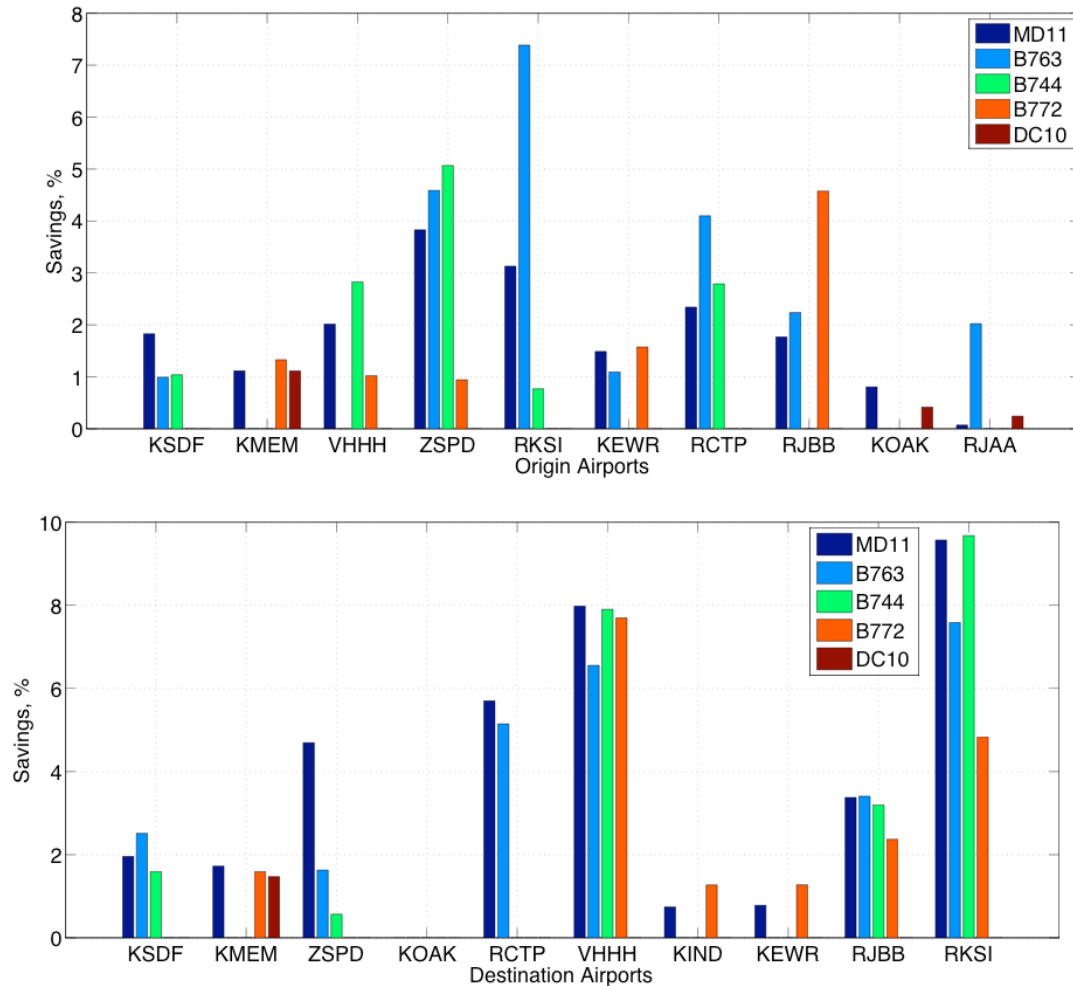 8
7
6
5
4
3
2
1
0
Savings, %
MD11
B763
B744
B772
DC10
KSDF KMEM VHHH ZSPD RKSI KEWR RCTP RJBB KOAK RJAA
Origin Airports
10
8
6
4
2
0
Savings, %
MD11
B763
B744
B772
DC10
KSDF KMEM ZSPD KOAK RCTP VHHH KIND KEWR RJBB RKSI
Destination Airports